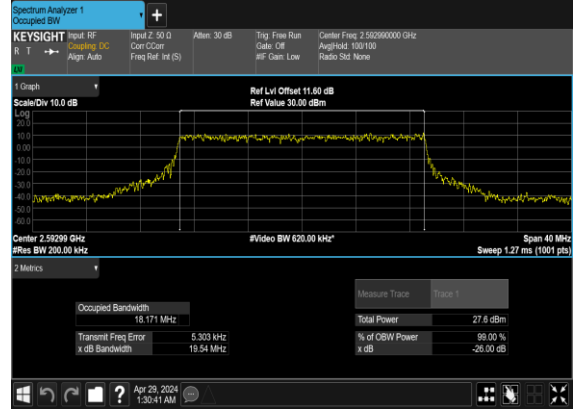 Spectrum Analyzer 1
Occupied BW
+
KEYSIGHT
R T
LM
Input: RF
Coupling: DC
Align: Auto
Input Z: 50 Ω
Corr CCorr
Freq Ref: Int (S)
Atten: 30 dB
Trig: Free Run
Gate: Off
#IF Gain: Low
Center Freq: 2.592990000 GHz
Avg|Hold: 100/100
Radio Std: None
1 Graph
Scale/Div 10.0 dB
Ref Lvl Offset 11.60 dB
Ref Value 30.00 dBm
Log
20.0
10.0
0.00
-10.0
-20.0
-30.0
-40.0
-50.0
-60.0
Center 2.59299 GHz
#Res BW 200.00 kHz
#Video BW 620.00 kHz*
Span 40 MHz
Sweep 1.27 ms (1001 pts)
2 Metrics
Measure Trace Trace 1
Occupied Bandwidth
18.171 MHz
Total Power 27.6 dBm
Transmit Freq Error 5.303 kHz
% of OBW Power 99.00 %
x dB Bandwidth 19.54 MHz
x dB -26.00 dB
?
Apr 29, 2024
1:30:41 AM